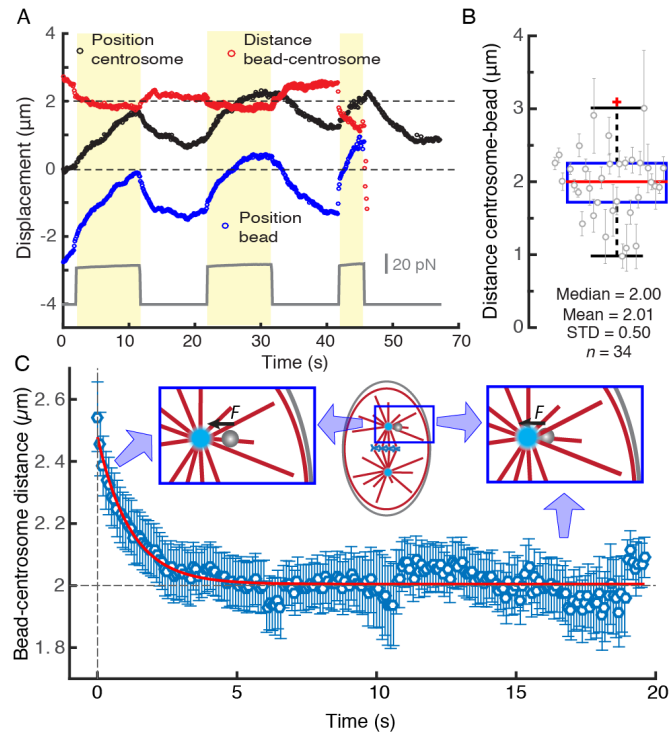 A
Position
centrosome
Distance
bead-centrosome
Position
bead
20 pN
Displacement (μm)
4
2
0
-2
-4
0 10 20 30 40 50 60 70
Time (s)
B
Distance centrosome-bead (μm)
5
4
3
2
1
0
Median = 2.00
Mean = 2.01
STD = 0.50
n = 34
C
Bead-centrosome distance (μm)
2.6
2.4
2.2
2
1.8
F
F
0 5 10 15 20
Time (s)